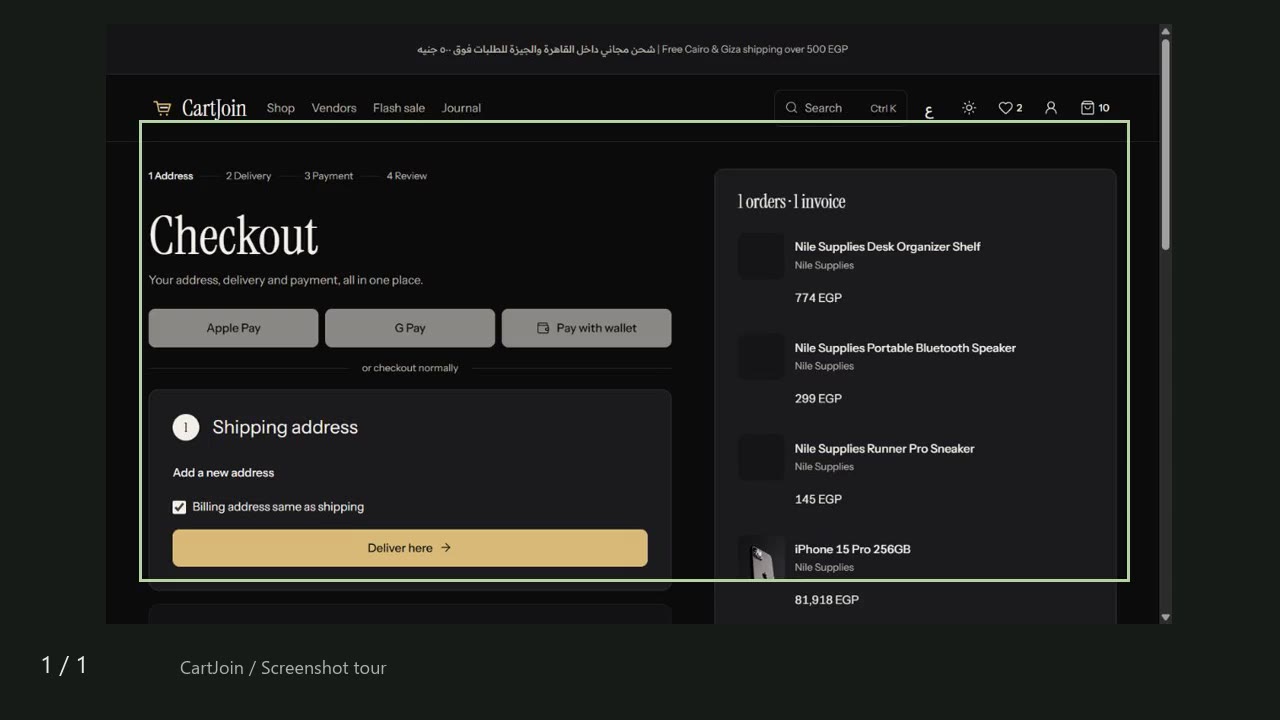 شحن مجاني داخل القاهرة والجيزة للطلبات فوق ٥٠٠ جنيه | Free Cairo & Giza shipping over 500 EGP
CartJoin Shop Vendors Flash sale Journal Search Ctrl K ع 2 10
1 Address 2 Delivery 3 Payment 4 Review
Checkout
Your address, delivery and payment, all in one place.
Apple Pay G Pay Pay with wallet
or checkout normally
1 Shipping address
Add a new address
Billing address same as shipping
Deliver here →
1 orders · 1 invoice
Nile Supplies Desk Organizer Shelf
Nile Supplies
774 EGP
Nile Supplies Portable Bluetooth Speaker
Nile Supplies
299 EGP
Nile Supplies Runner Pro Sneaker
Nile Supplies
145 EGP
iPhone 15 Pro 256GB
Nile Supplies
81,918 EGP
1 / 1 CartJoin / Screenshot tour